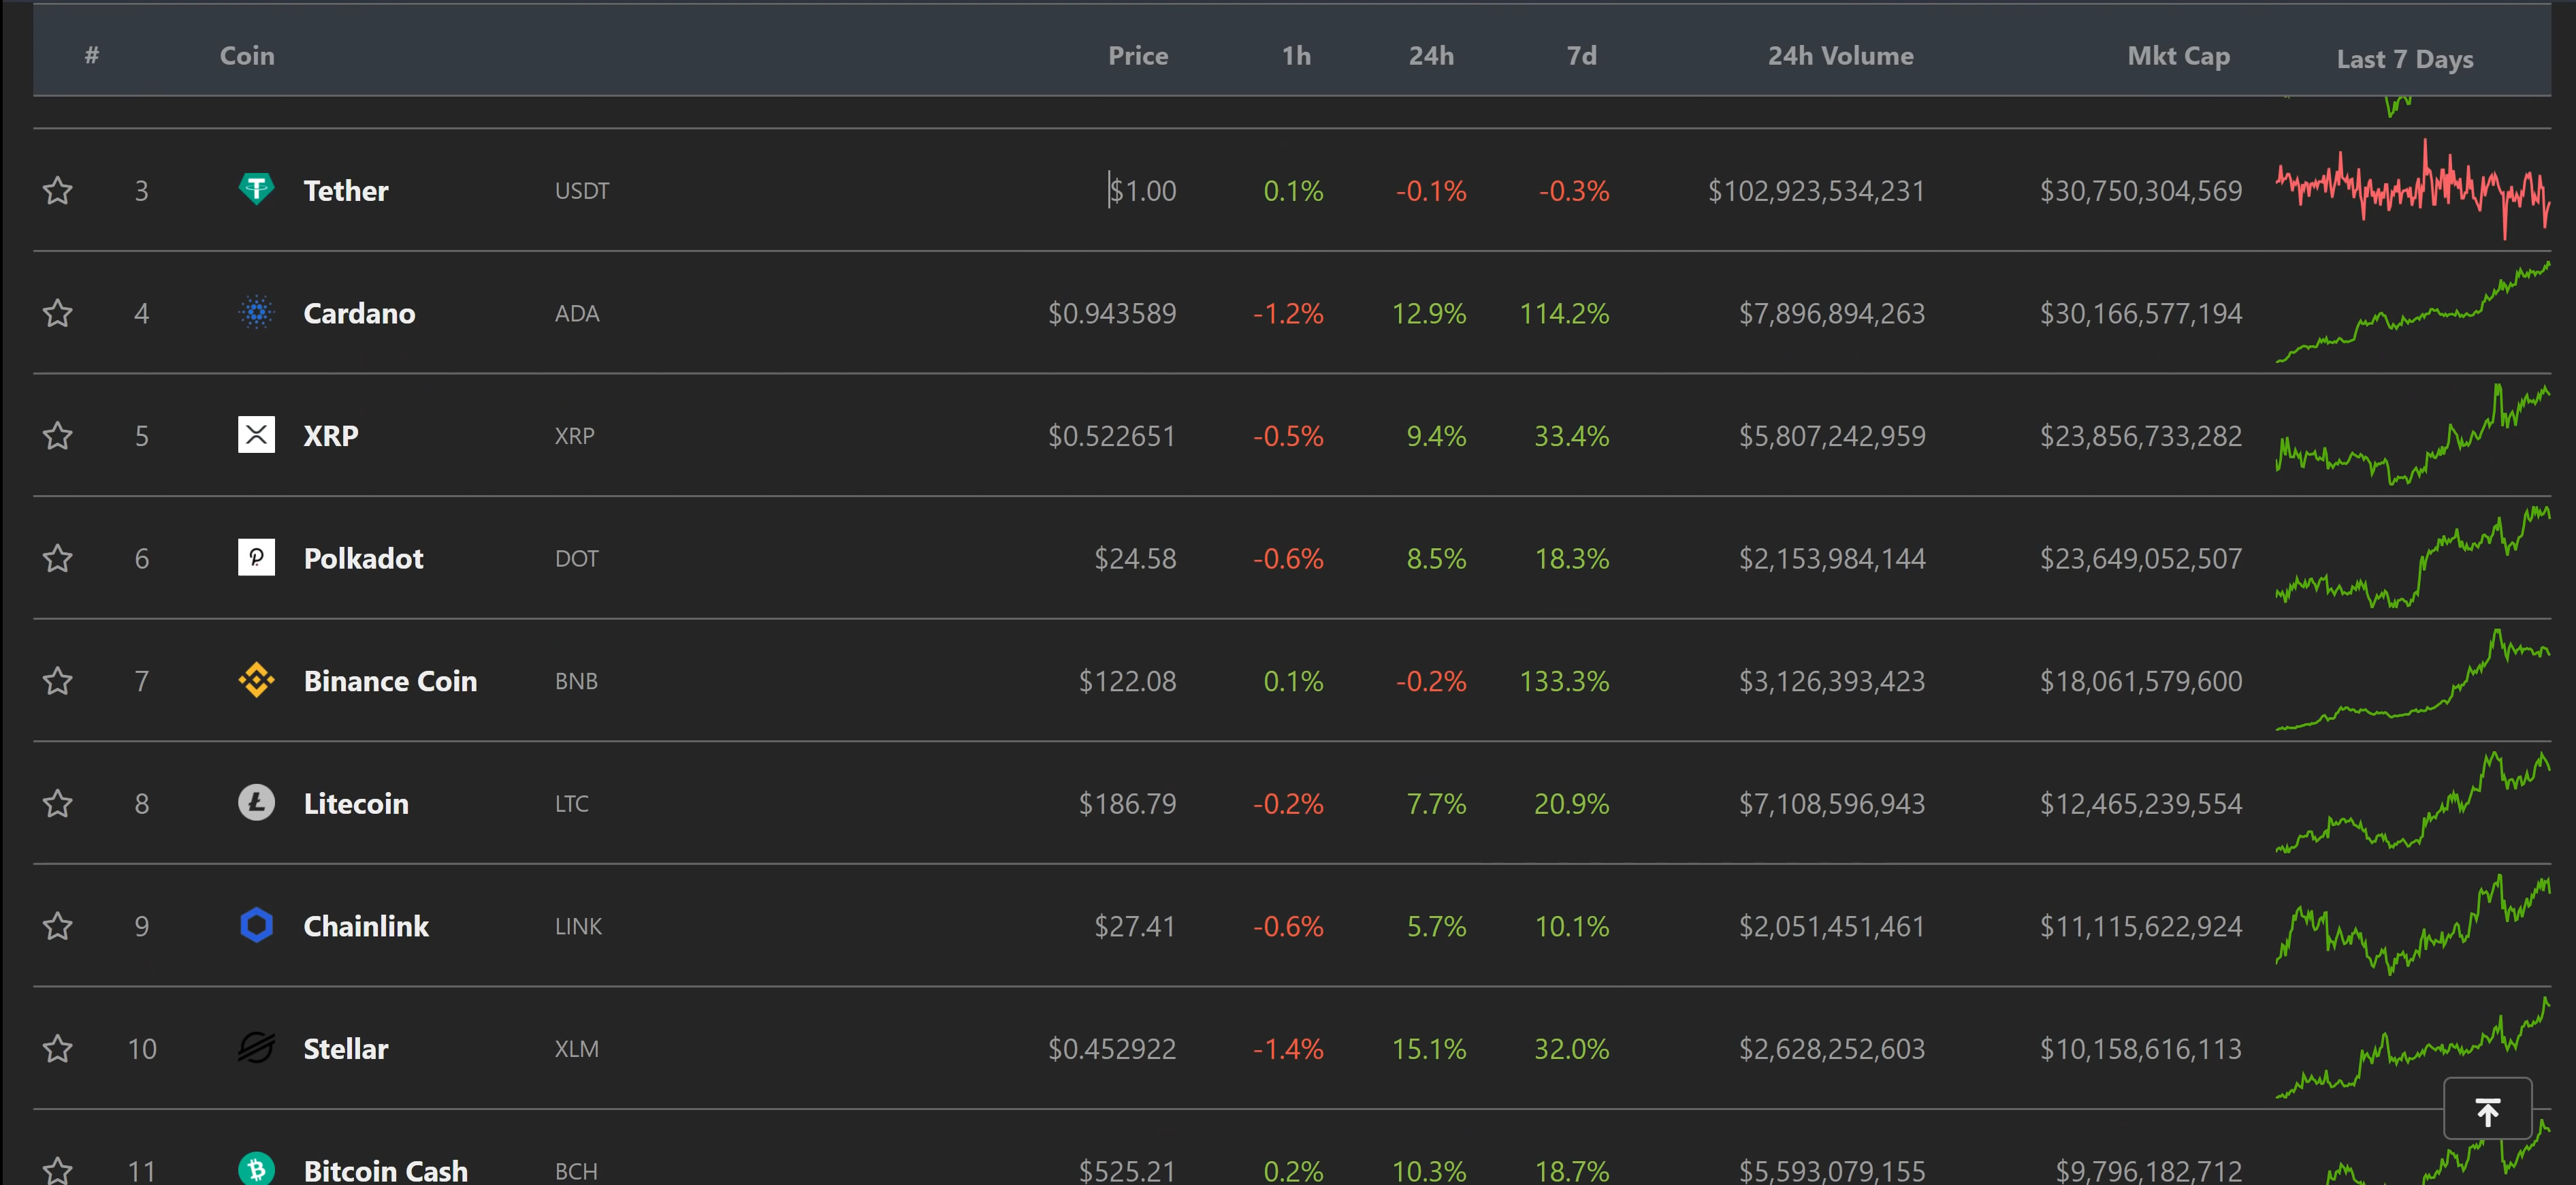 # Coin Price 1h 24h 7d 24h Volume Mkt Cap Last 7 Days
3 Tether USDT $1.00 0.1% -0.1% -0.3% $102,923,534,231 $30,750,304,569
4 Cardano ADA $0.943589 -1.2% 12.9% 114.2% $7,896,894,263 $30,166,577,194
5 XRP XRP $0.522651 -0.5% 9.4% 33.4% $5,807,242,959 $23,856,733,282
6 Polkadot DOT $24.58 -0.6% 8.5% 18.3% $2,153,984,144 $23,649,052,507
7 Binance Coin BNB $122.08 0.1% -0.2% 133.3% $3,126,393,423 $18,061,579,600
8 Litecoin LTC $186.79 -0.2% 7.7% 20.9% $7,108,596,943 $12,465,239,554
9 Chainlink LINK $27.41 -0.6% 5.7% 10.1% $2,051,451,461 $11,115,622,924
10 Stellar XLM $0.452922 -1.4% 15.1% 32.0% $2,628,252,603 $10,158,616,113
11 Bitcoin Cash BCH $525.21 0.2% 10.3% 18.7% $5,593,079,155 $9,796,182,712